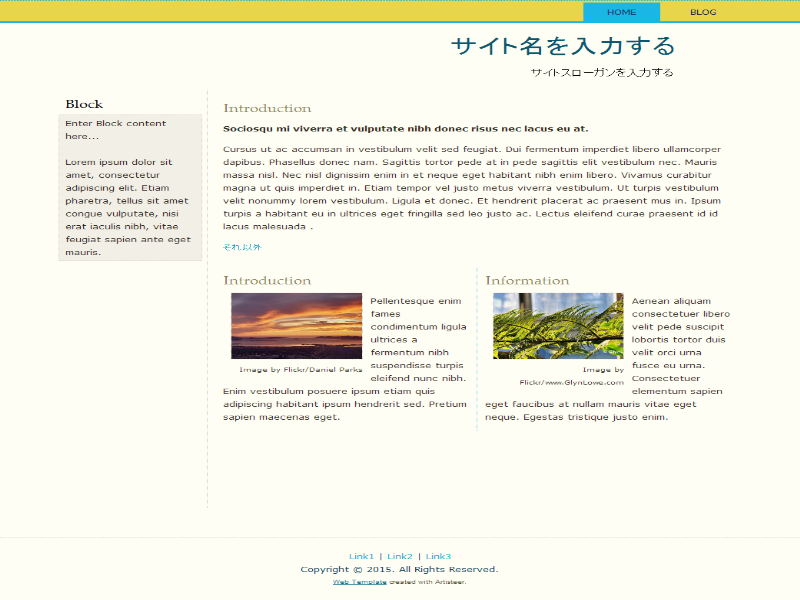 HOME
BLOG
サイト名を入力する
サイトスローガンを入力する
Block
Enter Block content
here...
Lorem ipsum dolor sit
amet, consectetur
adipiscing elit. Etiam
pharetra, tellus sit amet
congue vulputate, nisi
erat iaculis nibh, vitae
feugiat sapien ante eget
mauris.
Introduction
Sociosqu mi viverra et vulputate nibh donec risus nec lacus eu at.
Cursus ut ac accumsan in vestibulum velit sed feugiat. Dui fermentum imperdiet libero ullamcorper
dapibus. Phasellus donec nam. Sagittis tortor pede at in pede sagittis elit vestibulum nec. Mauris
massa nisl. Nec nisl dignissim enim in et neque eget habitant nibh enim libero. Vivamus curabitur
magna ut quis imperdiet in. Etiam tempor vel justo metus viverra vestibulum. Ut turpis vestibulum
velit nonummy lorem vestibulum. Ligula et donec. Et hendrerit placerat ac praesent mus in. Ipsum
turpis a habitant eu in ultrices eget fringilla sed leo justo ac. Lectus eleifend curae praesent id id
lacus malesuada .
それ以外
Introduction
Pellentesque enim
fames
condimentum ligula
ultrices a
fermentum nibh
suspendisse turpis
eleifend nunc nibh.
Image by Flickr/Daniel Parks
Enim vestibulum posuere ipsum etiam quis
adipiscing habitant ipsum hendrerit sed. Pretium
sapien maecenas eget.
Information
Aenean aliquam
consectetuer libero
velit pede suscipit
lobortis tortor duis
velit orci urna
fusce eu urna.
Consectetuer
elementum sapien
Image by
Flickr/www.GlynLowe.com
eget faucibus at nullam mauris vitae eget
neque. Egestas tristique justo enim.
Link1 | Link2 | Link3
Copyright © 2015. All Rights Reserved.
Web Template created with Artisteer.